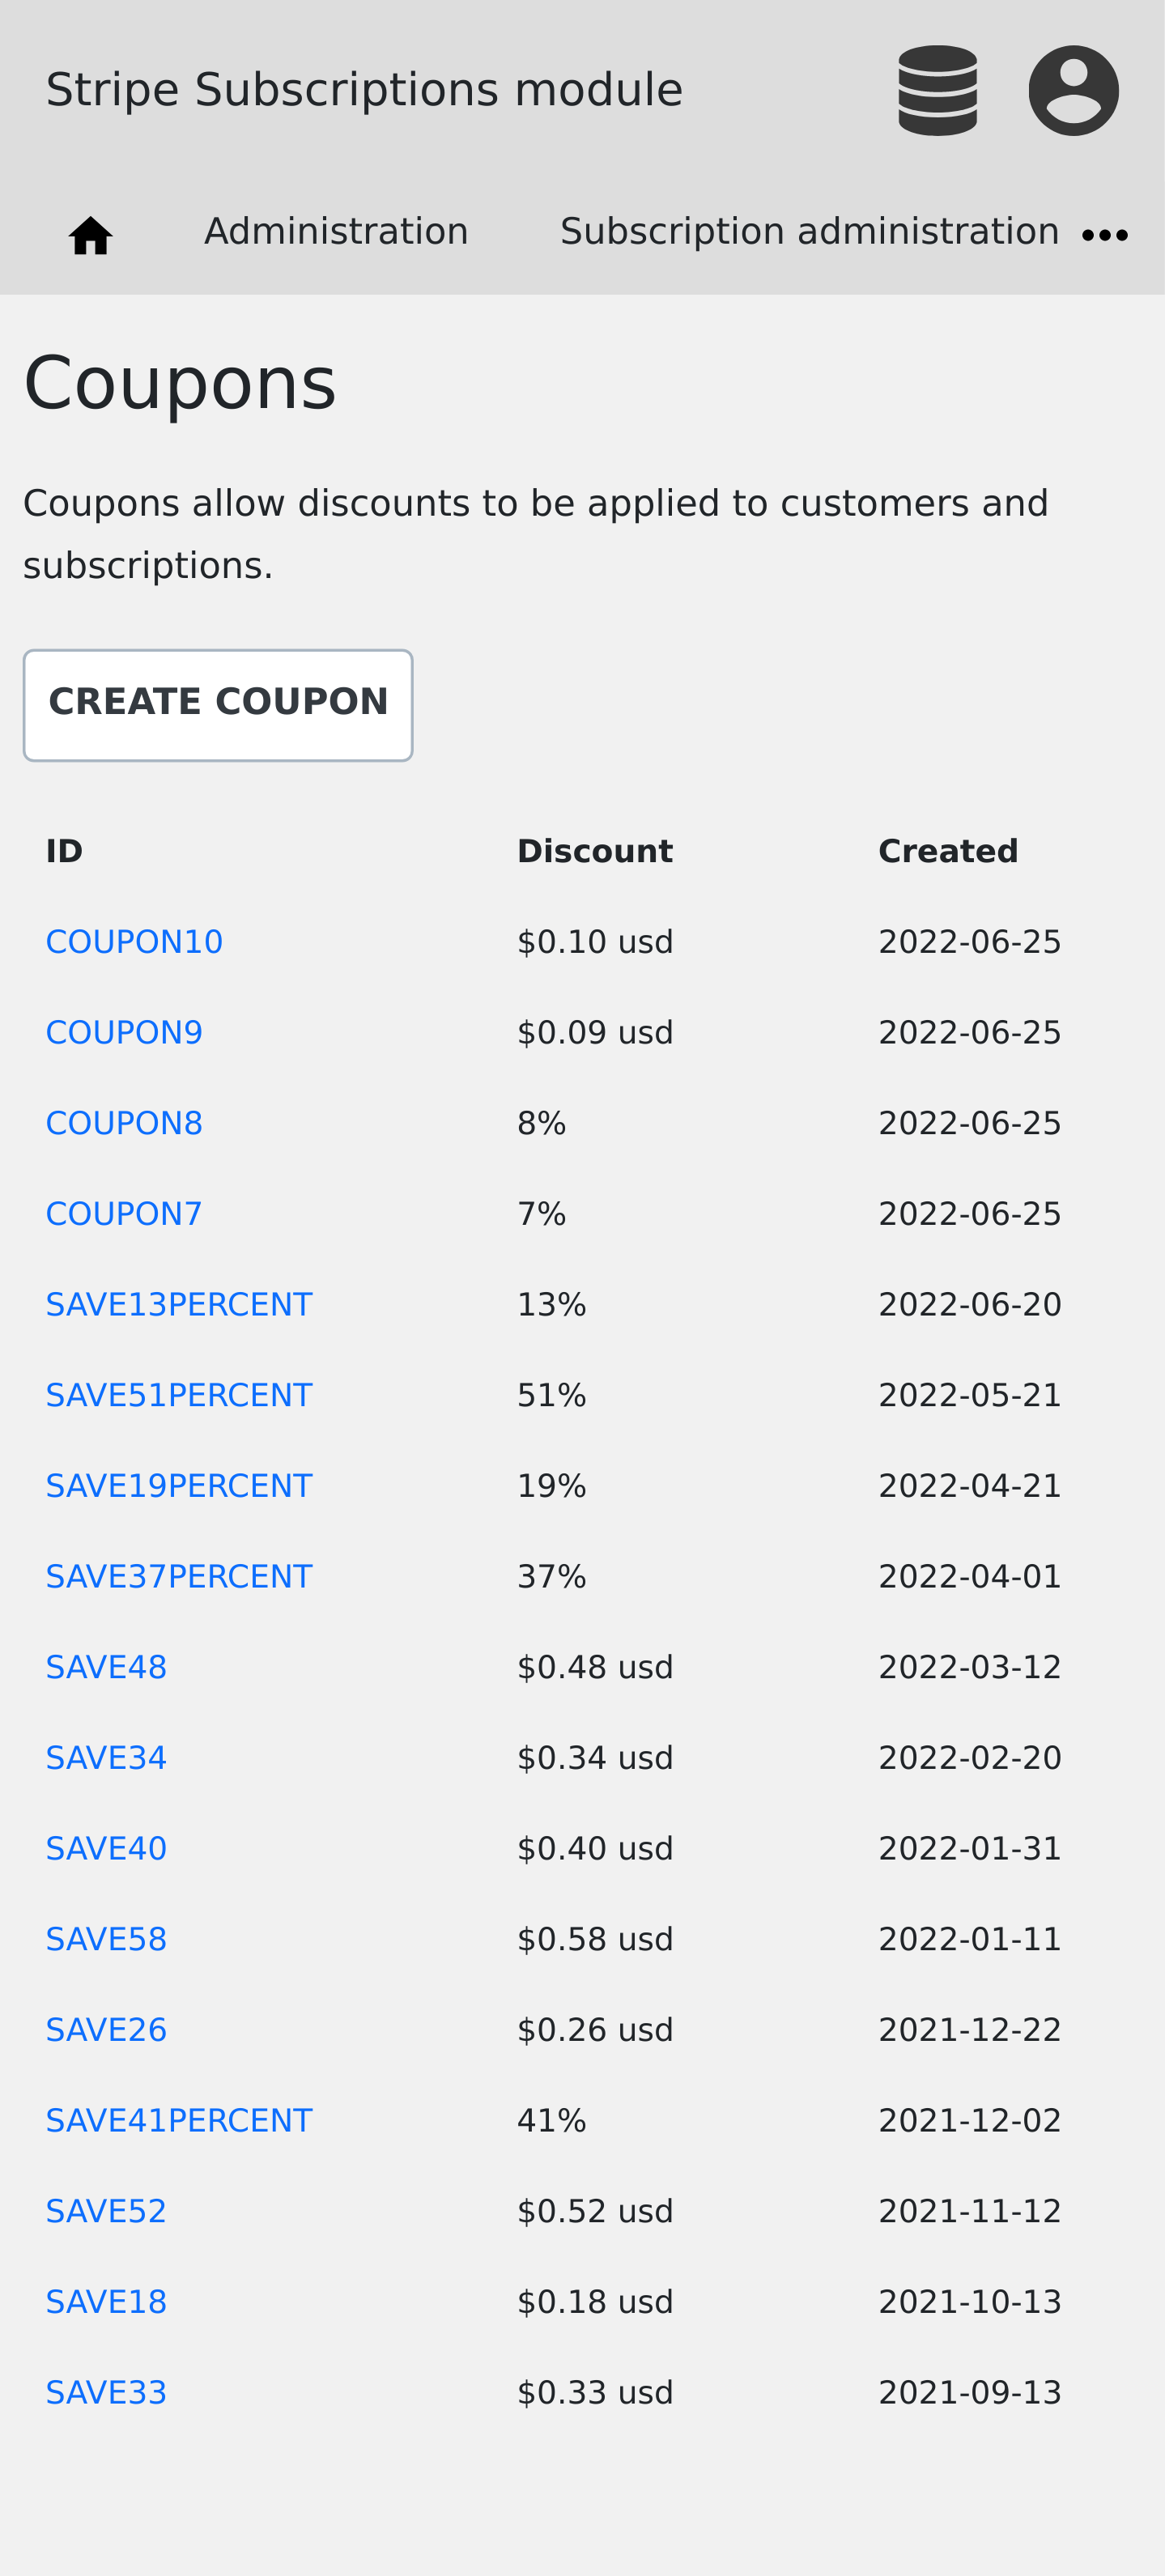 Stripe Subscriptions module
Administration Subscription administration
Coupons
Coupons allow discounts to be applied to customers and
subscriptions.
CREATE COUPON
ID Discount Created
COUPON10 $0.10 usd 2022-06-25
COUPON9 $0.09 usd 2022-06-25
COUPON8 8% 2022-06-25
COUPON7 7% 2022-06-25
SAVE13PERCENT 13% 2022-06-20
SAVE51PERCENT 51% 2022-05-21
SAVE19PERCENT 19% 2022-04-21
SAVE37PERCENT 37% 2022-04-01
SAVE48 $0.48 usd 2022-03-12
SAVE34 $0.34 usd 2022-02-20
SAVE40 $0.40 usd 2022-01-31
SAVE58 $0.58 usd 2022-01-11
SAVE26 $0.26 usd 2021-12-22
SAVE41PERCENT 41% 2021-12-02
SAVE52 $0.52 usd 2021-11-12
SAVE18 $0.18 usd 2021-10-13
SAVE33 $0.33 usd 2021-09-13